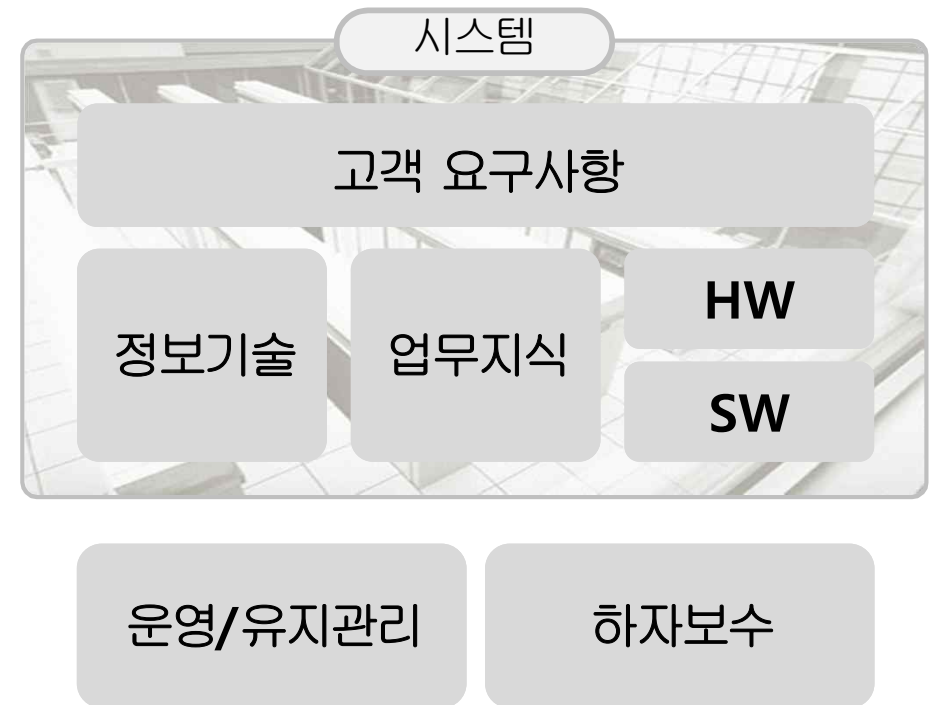 시스템
고객 요구사항
정보기술
업무지식
HW
SW
운영/유지관리
하자보수